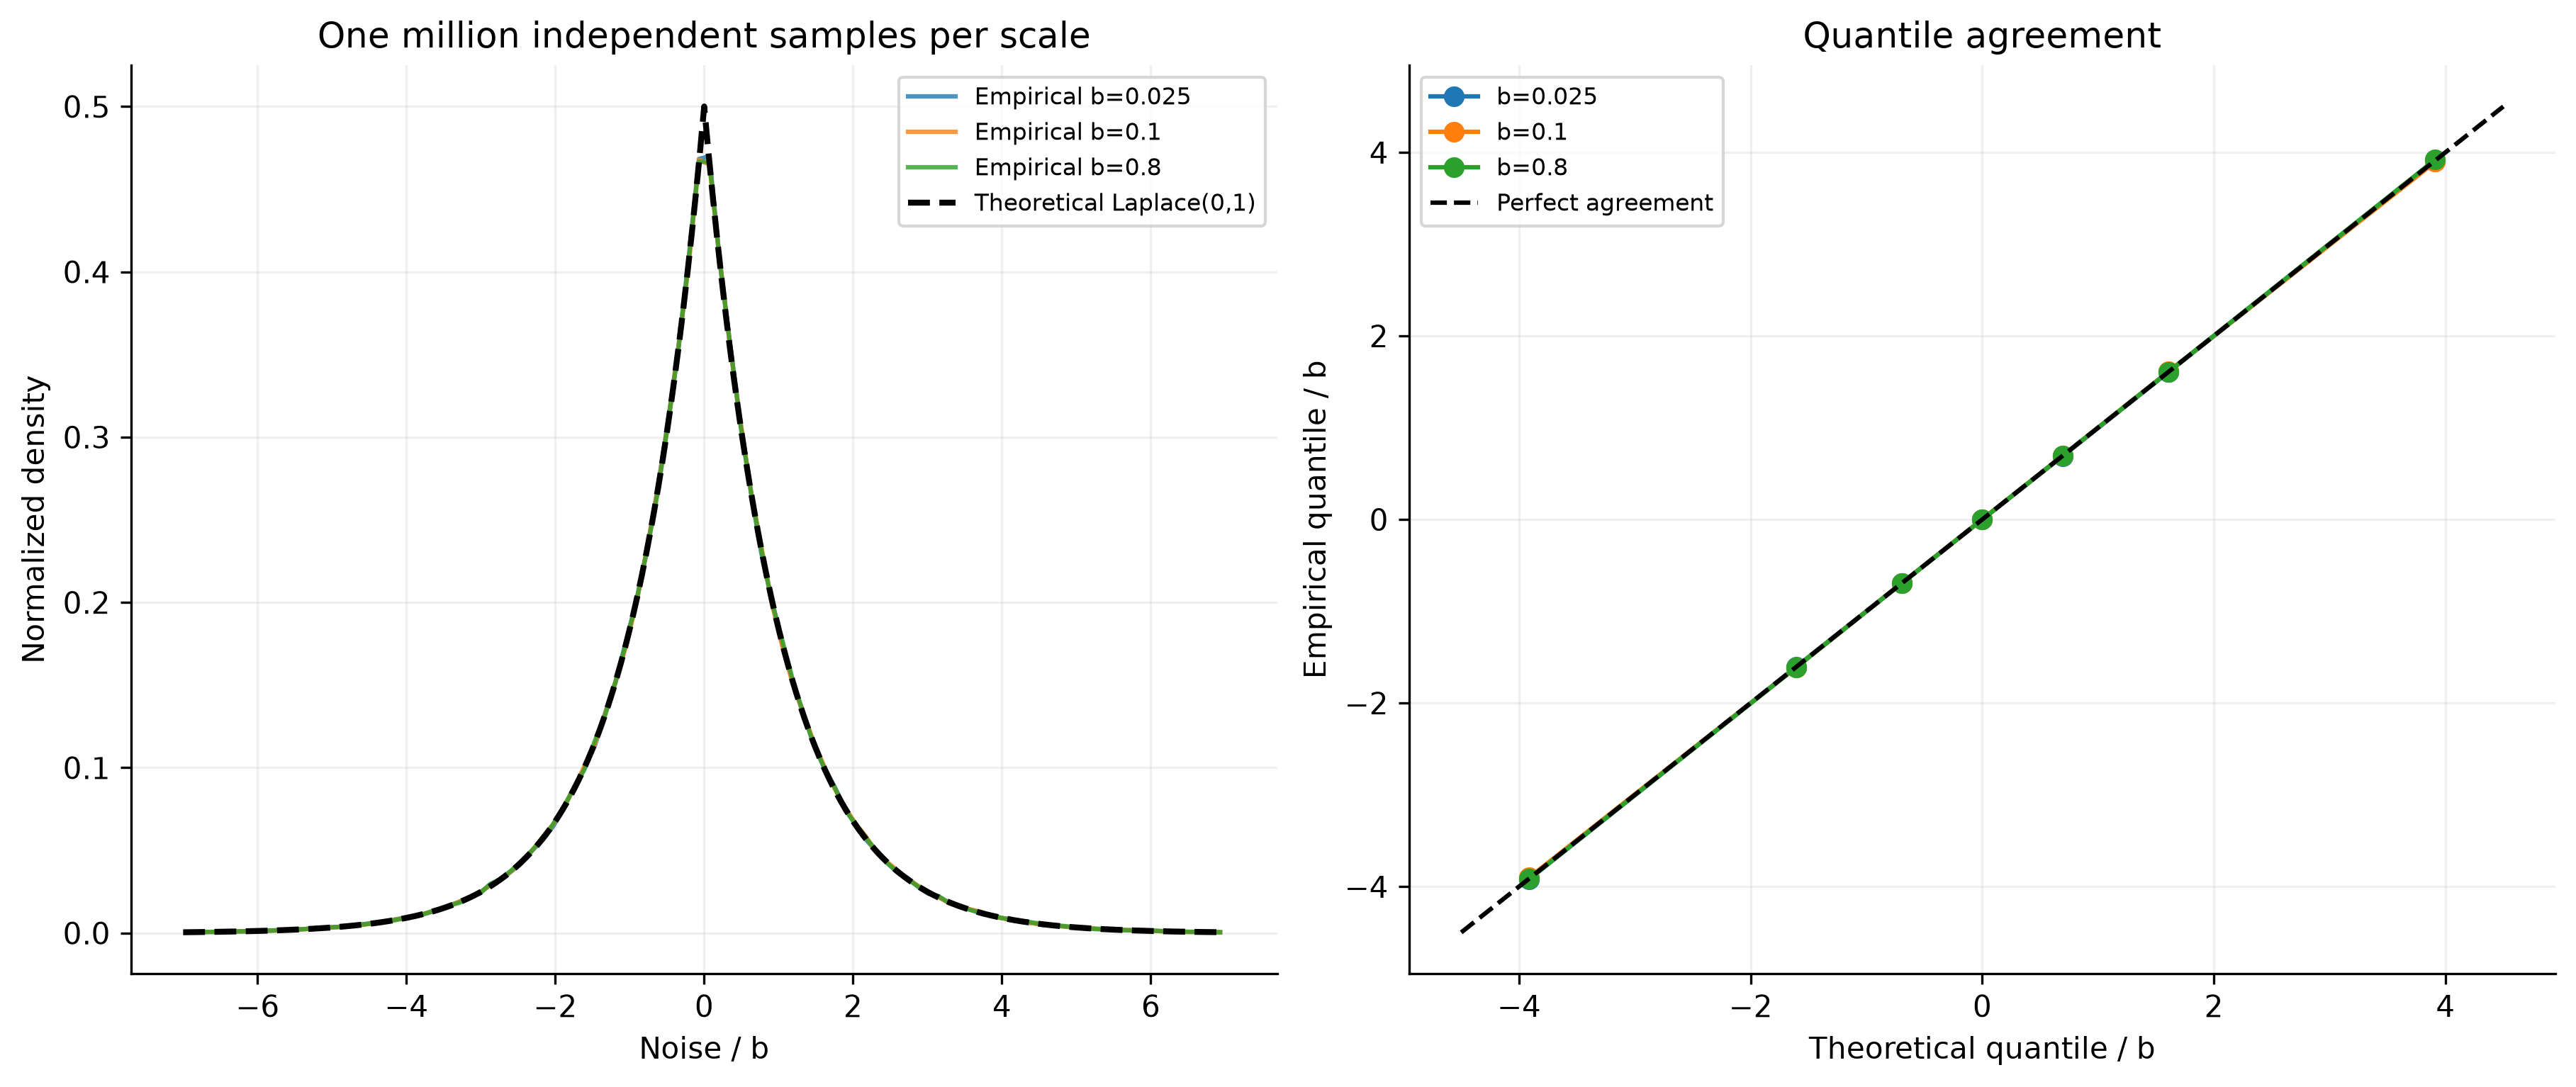 One million independent samples per scale
Empirical b=0.025
Empirical b=0.1
Empirical b=0.8
Theoretical Laplace(0,1)
Normalized density
0.5
0.4
0.3
0.2
0.1
0.0
−6
−4
−2
0
2
4
6
Noise / b
Quantile agreement
b=0.025
b=0.1
b=0.8
Perfect agreement
Empirical quantile / b
4
2
0
−2
−4
−4
−2
0
2
4
Theoretical quantile / b